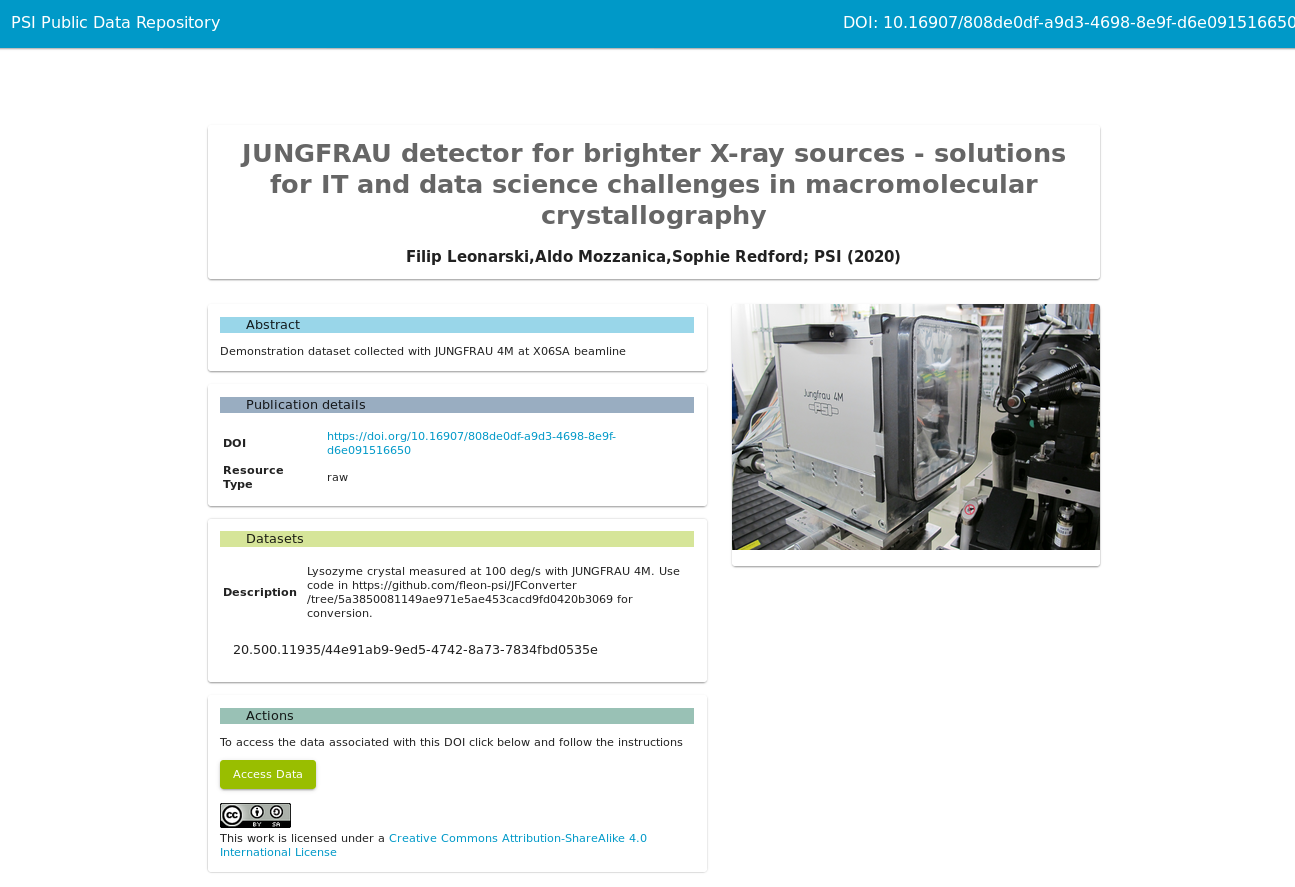 PSI Public Data Repository
DOI: 10.16907/808de0df-a9d3-4698-8e9f-d6e091516650
JUNGFRAU detector for brighter X-ray sources - solutions
for IT and data science challenges in macromolecular
crystallography
Filip Leonarski,Aldo Mozzanica,Sophie Redford; PSI (2020)
Abstract
Demonstration dataset collected with JUNGFRAU 4M at X06SA beamline
Jungfrau 4M
PSI
Publication details
DOI
https://doi.org/10.16907/808de0df-a9d3-4698-8e9f-
d6e091516650
Resource
Type
raw
Datasets
Description
Lysozyme crystal measured at 100 deg/s with JUNGFRAU 4M. Use
code in https://github.com/fleon-psi/JFConverter
/tree/5a3850081149ae971e5ae453cacd9fd0420b3069 for
conversion.
20.500.11935/44e91ab9-9ed5-4742-8a73-7834fbd0535e
Actions
To access the data associated with this DOI click below and follow the instructions
Access Data
CC BY SA
This work is licensed under a Creative Commons Attribution-ShareAlike 4.0
International License